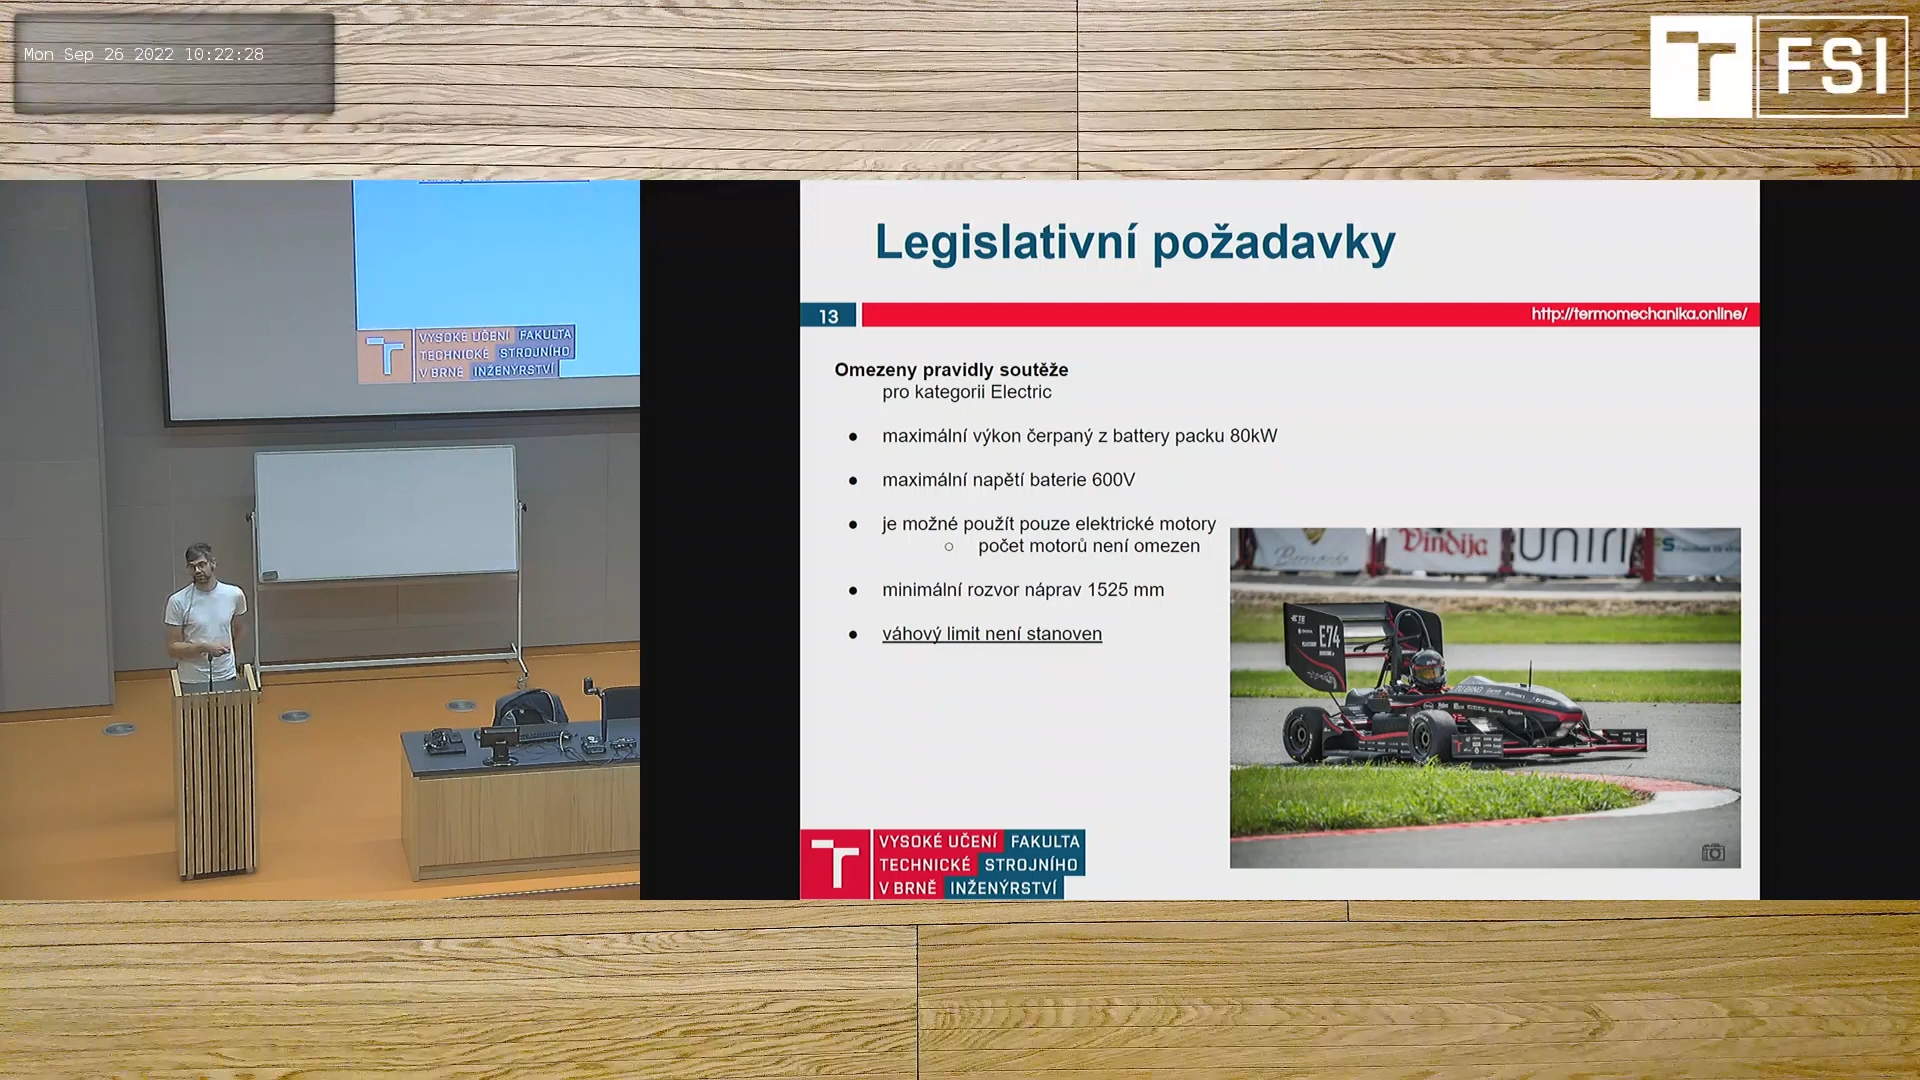 Mon Sep 26 2022 10:22:28
FSI
VYSOKÉ UČENÍ FAKULTA
TECHNICKÉ STROJNÍHO
V BRNĚ INŽENÝRSTVÍ
Legislativní požadavky
13
http://termomechanika.online/
Omezeny pravidly soutěže
pro kategorii Electric
● maximální výkon čerpaný z battery packu 80kW
● maximální napětí baterie 600V
● je možné použít pouze elektrické motory
○ počet motorů není omezen
● minimální rozvor náprav 1525 mm
● váhový limit není stanoven
Vindija
uniri
E74
VYSOKÉ UČENÍ FAKULTA
TECHNICKÉ STROJNÍHO
V BRNĚ INŽENÝRSTVÍ